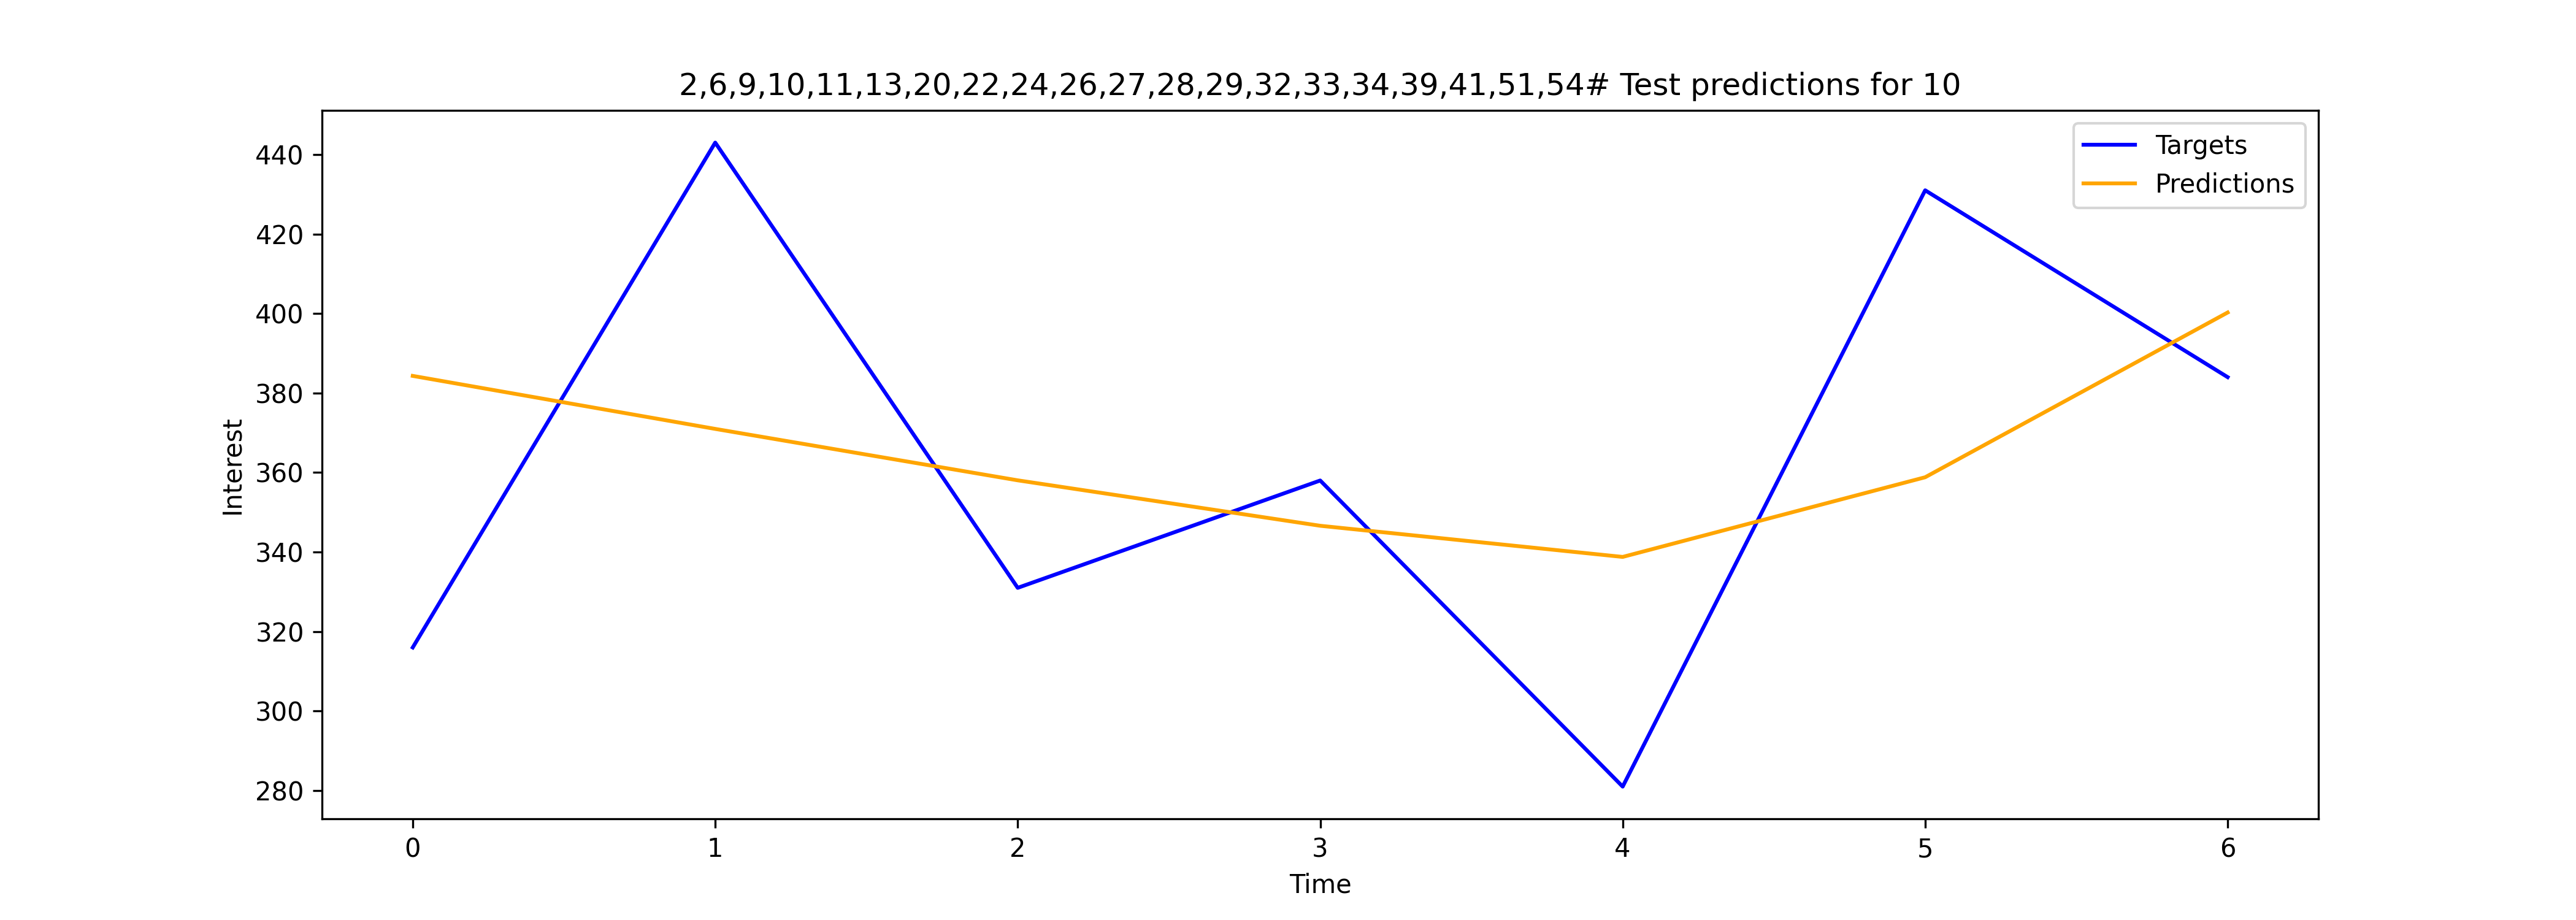 2,6,9,10,11,13,20,22,24,26,27,28,29,32,33,34,39,41,51,54# Test predictions for 10
Targets
Predictions
440
420
400
380
360
340
320
300
280
Interest
0 1 2 3 4 5 6
Time